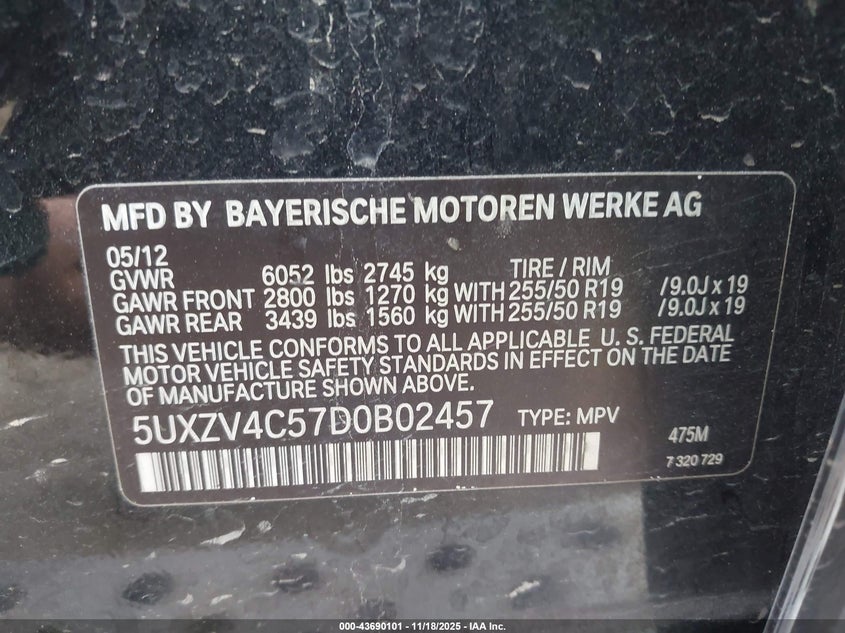 MFD BY BAYERISCHE MOTOREN WERKE AG
05/12
GVWR 6052 lbs 2745 kg TIRE / RIM
GAWR FRONT 2800 lbs 1270 kg WITH 255/50 R19 /9.0J x 19
GAWR REAR 3439 lbs 1560 kg WITH 255/50 R19 /9.0J x 19
THIS VEHICLE CONFORMS TO ALL APPLICABLE U. S. FEDERAL
MOTOR VEHICLE SAFETY STANDARDS IN EFFECT ON THE DATE
OF MANUFACTURE SHOWN ABOVE.
5UXZV4C57D0B02457 TYPE: MPV
475M
7 320 729
000-43690101 - 11/18/2025 - IAA Inc.